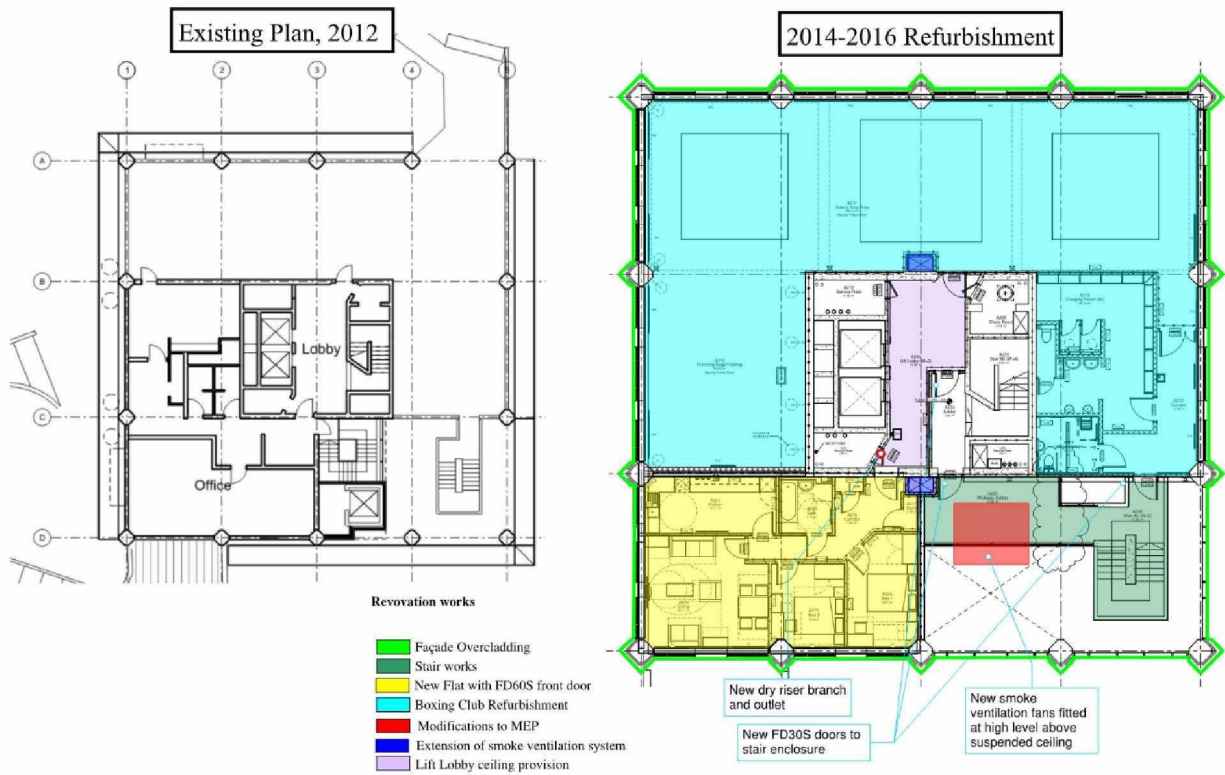 Existing Plan, 2012
2014-2016 Refurbishment
1
2
3
4
5
A
B
C
D
Lobby
Office
Revovation works
Façade Overcladding
Stair works
New Flat with FD60S front door
Boxing Club Refurbishment
Modifications to MEP
Extension of smoke ventilation system
Lift Lobby ceiling provision
New dry riser branch
and outlet
New FD30S doors to
stair enclosure
New smoke
ventilation fans fitted
at high level above
suspended ceiling